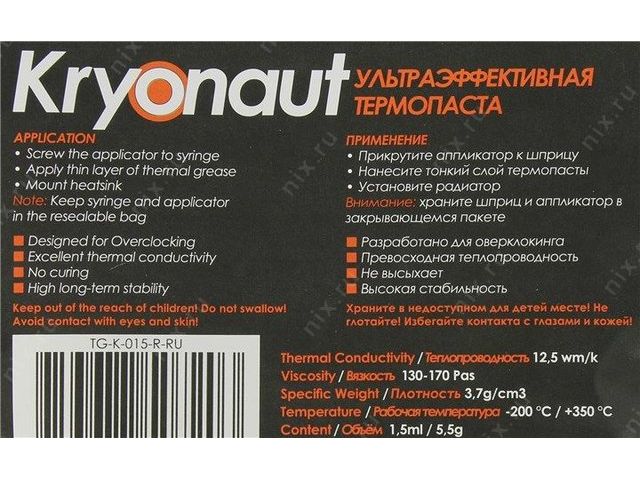 Kryonaut
УЛЬТРАЭФФЕКТИВНАЯ
ТЕРМОПАСТА
APPLICATION
• Screw the applicator to syringe
• Apply thin layer of thermal grease
• Mount heatsink
Note: Keep syringe and applicator
in the resealable bag
Designed for Overclocking
Excellent thermal conductivity
No curing
High long-term stability
Keep out of the reach of children! Do not swallow!
Avoid contact with eyes and skin!
TG-K-015-R-RU
ПРИМЕНЕНИЕ
• Прикрутите аппликатор к шприцу
• Нанесите тонкий слой термопасты
• Установите радиатор
Внимание: храните шприц и аппликатор в
закрывающемся пакете
Разработано для оверклокинга
Превосходная теплопроводность
Не высыхает
Высокая стабильность
Храните в недоступном для детей месте! Не
глотайте! Избегайте контакта с глазами и кожей!
Thermal Conductivity / Теплопроводность 12,5 wm/k
Viscosity / Вязкость 130-170 Pas
Specific Weight / Плотность 3,7g/cm3
Temperature / Рабочая температура -200 °C / +350 °C
Content / Объём 1,5ml / 5,5g
nix.ru